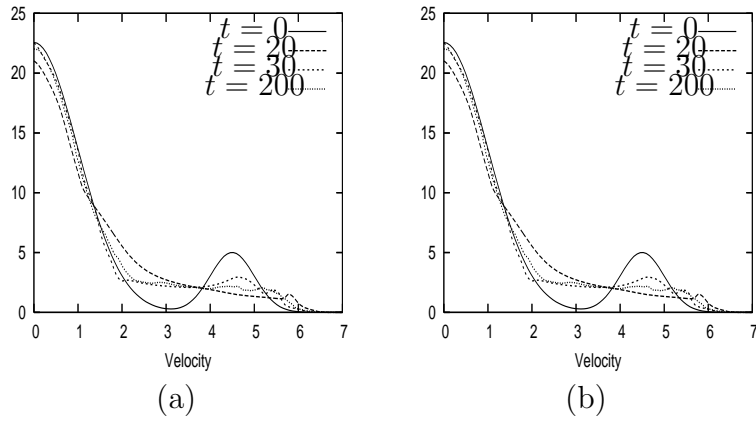 25
20
15
10
5
0
t = 0
t = 20
t = 30
t = 200
0 1 2 3 4 5 6 7
Velocity
(a)
25
20
15
10
5
0
t = 0
t = 20
t = 30
t = 200
0 1 2 3 4 5 6 7
Velocity
(b)